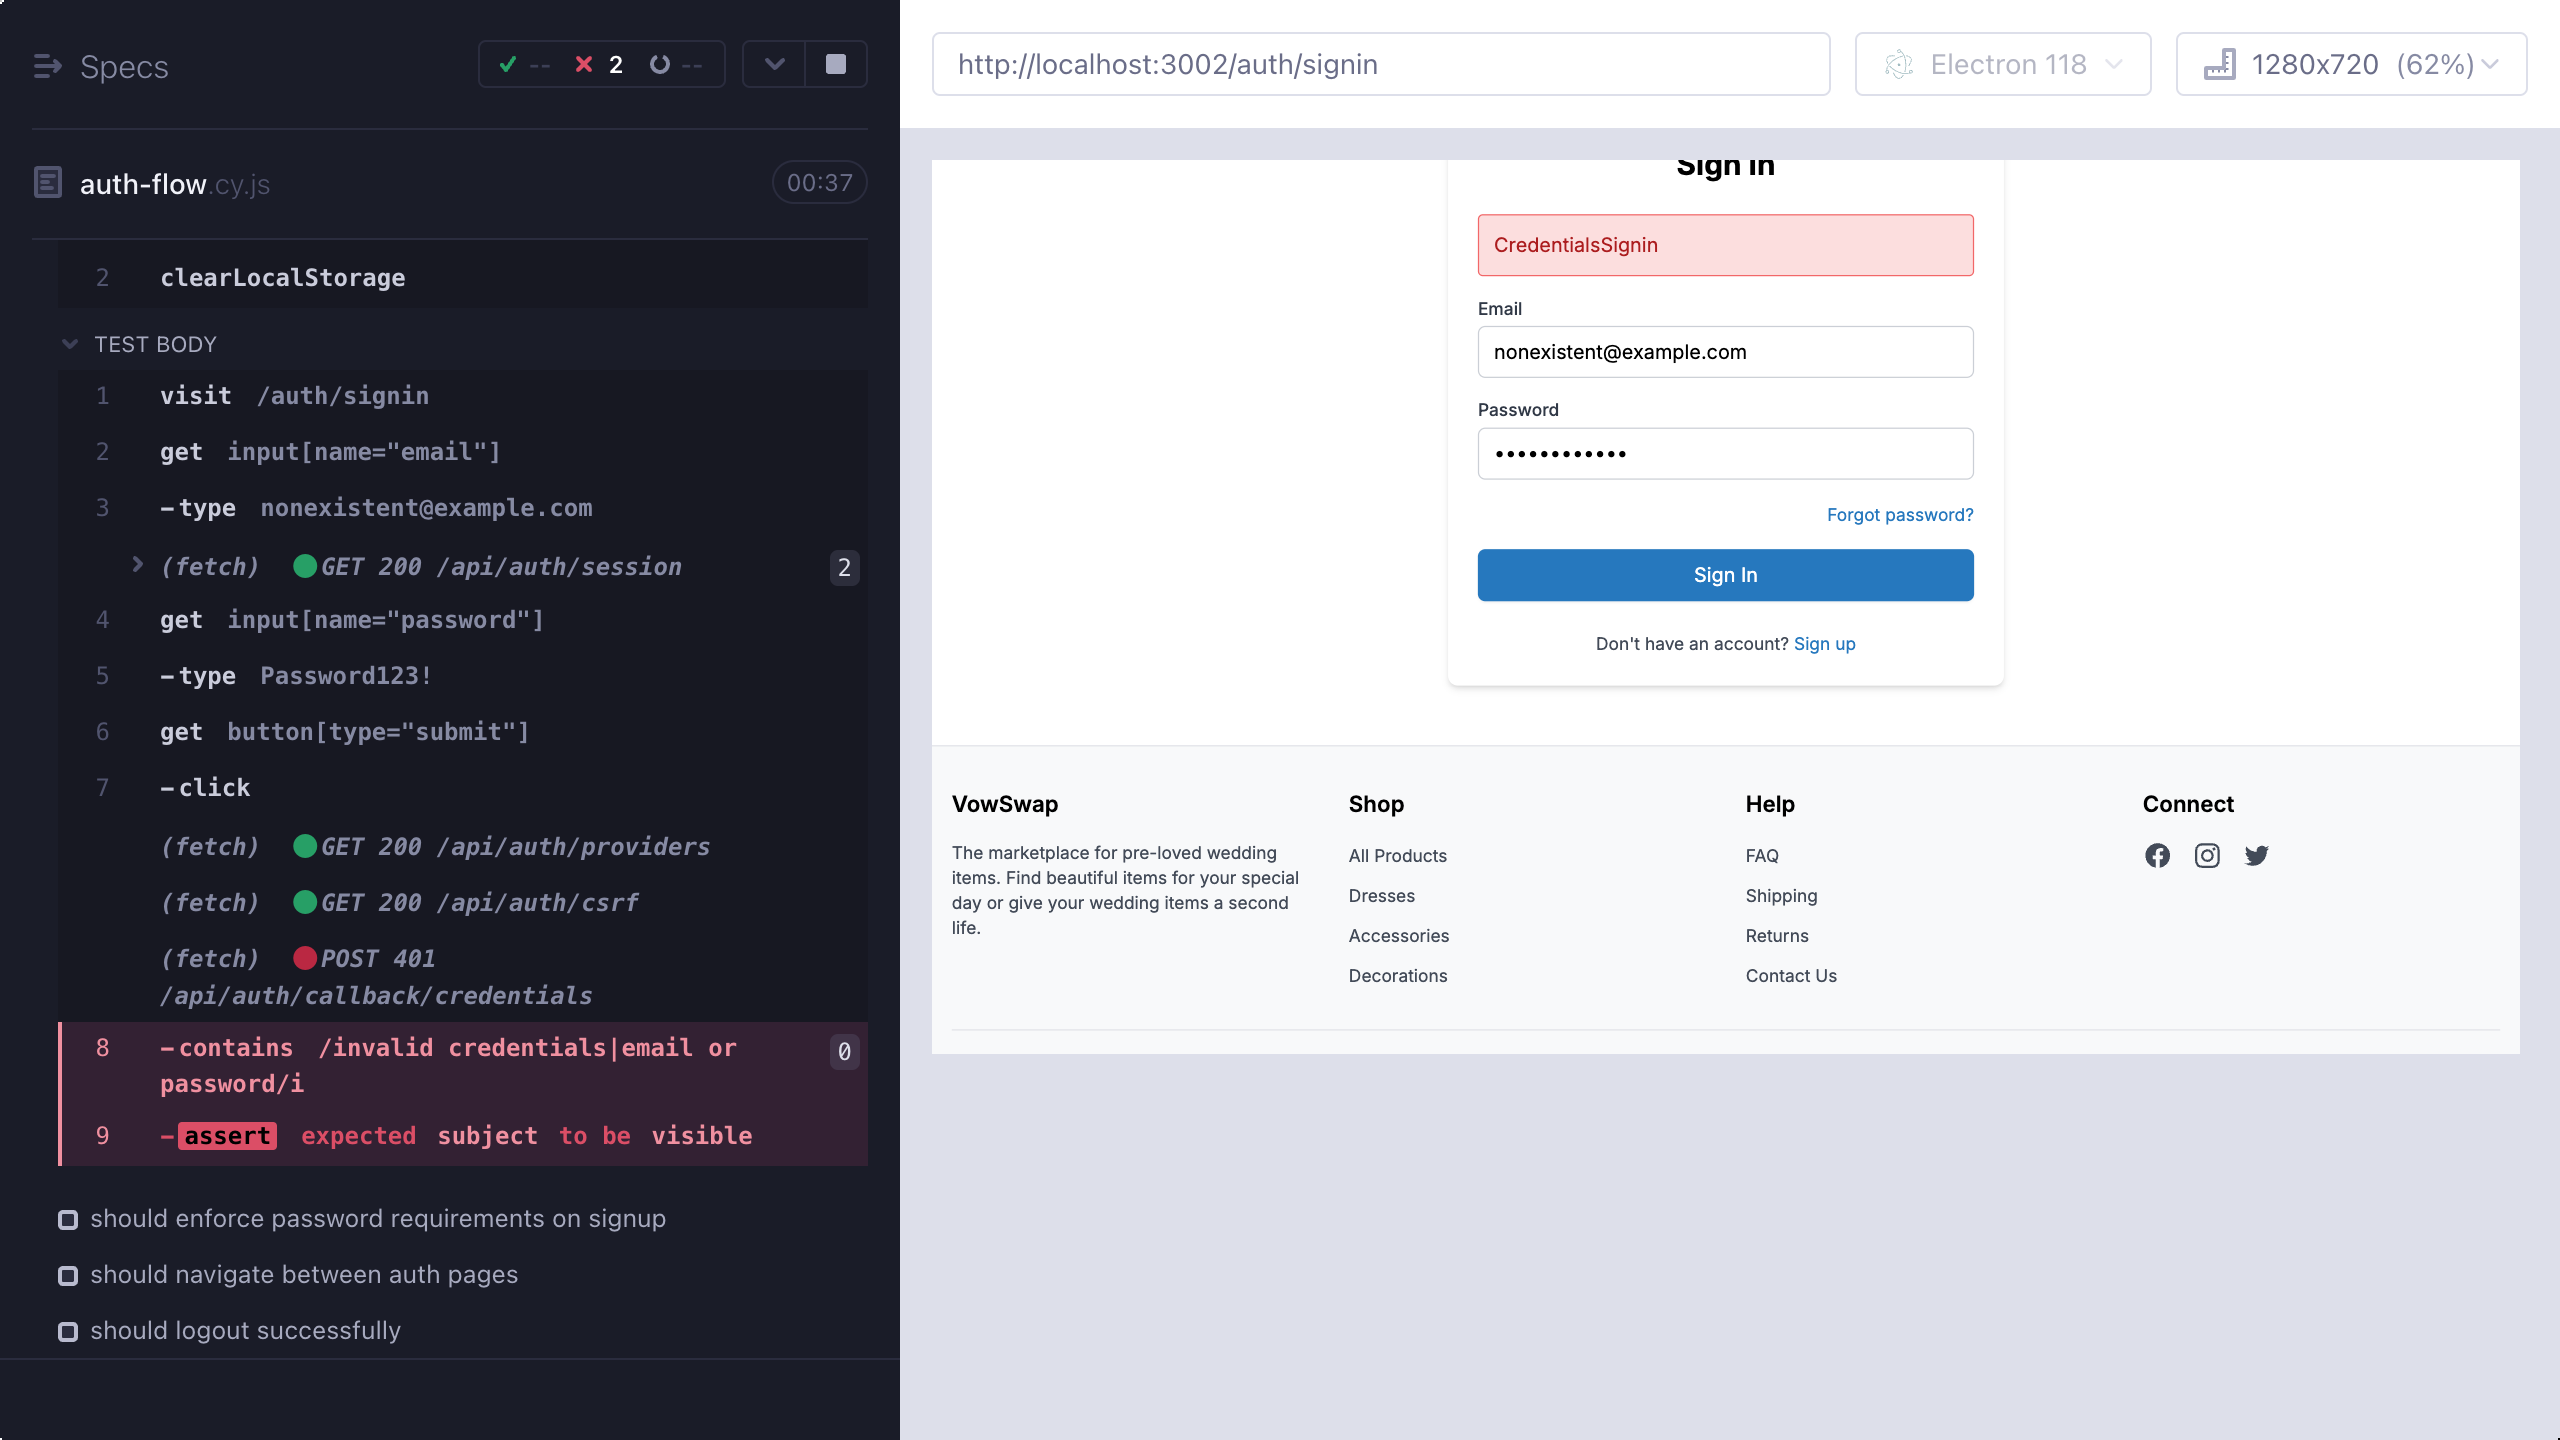 Specs
-- 2 --
auth-flow.cy.js 00:37
2 clearLocalStorage
TEST BODY
1 visit /auth/signin
2 get input[name="email"]
3 -type nonexistent@example.com
(fetch) GET 200 /api/auth/session 2
4 get input[name="password"]
5 -type Password123!
6 get button[type="submit"]
7 -click
(fetch) GET 200 /api/auth/providers
(fetch) GET 200 /api/auth/csrf
(fetch) POST 401
/api/auth/callback/credentials
8 -contains /invalid credentials|email or
password/i 0
9 -assert expected subject to be visible
should enforce password requirements on signup
should navigate between auth pages
should logout successfully
http://localhost:3002/auth/signin
Electron 118
1280x720 (62%)
Sign In
CredentialsSignin
Email
nonexistent@example.com
Password
••••••••••••
Forgot password?
Sign In
Don't have an account? Sign up
VowSwap
The marketplace for pre-loved wedding
items. Find beautiful items for your special
day or give your wedding items a second
life.
Shop
All Products
Dresses
Accessories
Decorations
Help
FAQ
Shipping
Returns
Contact Us
Connect